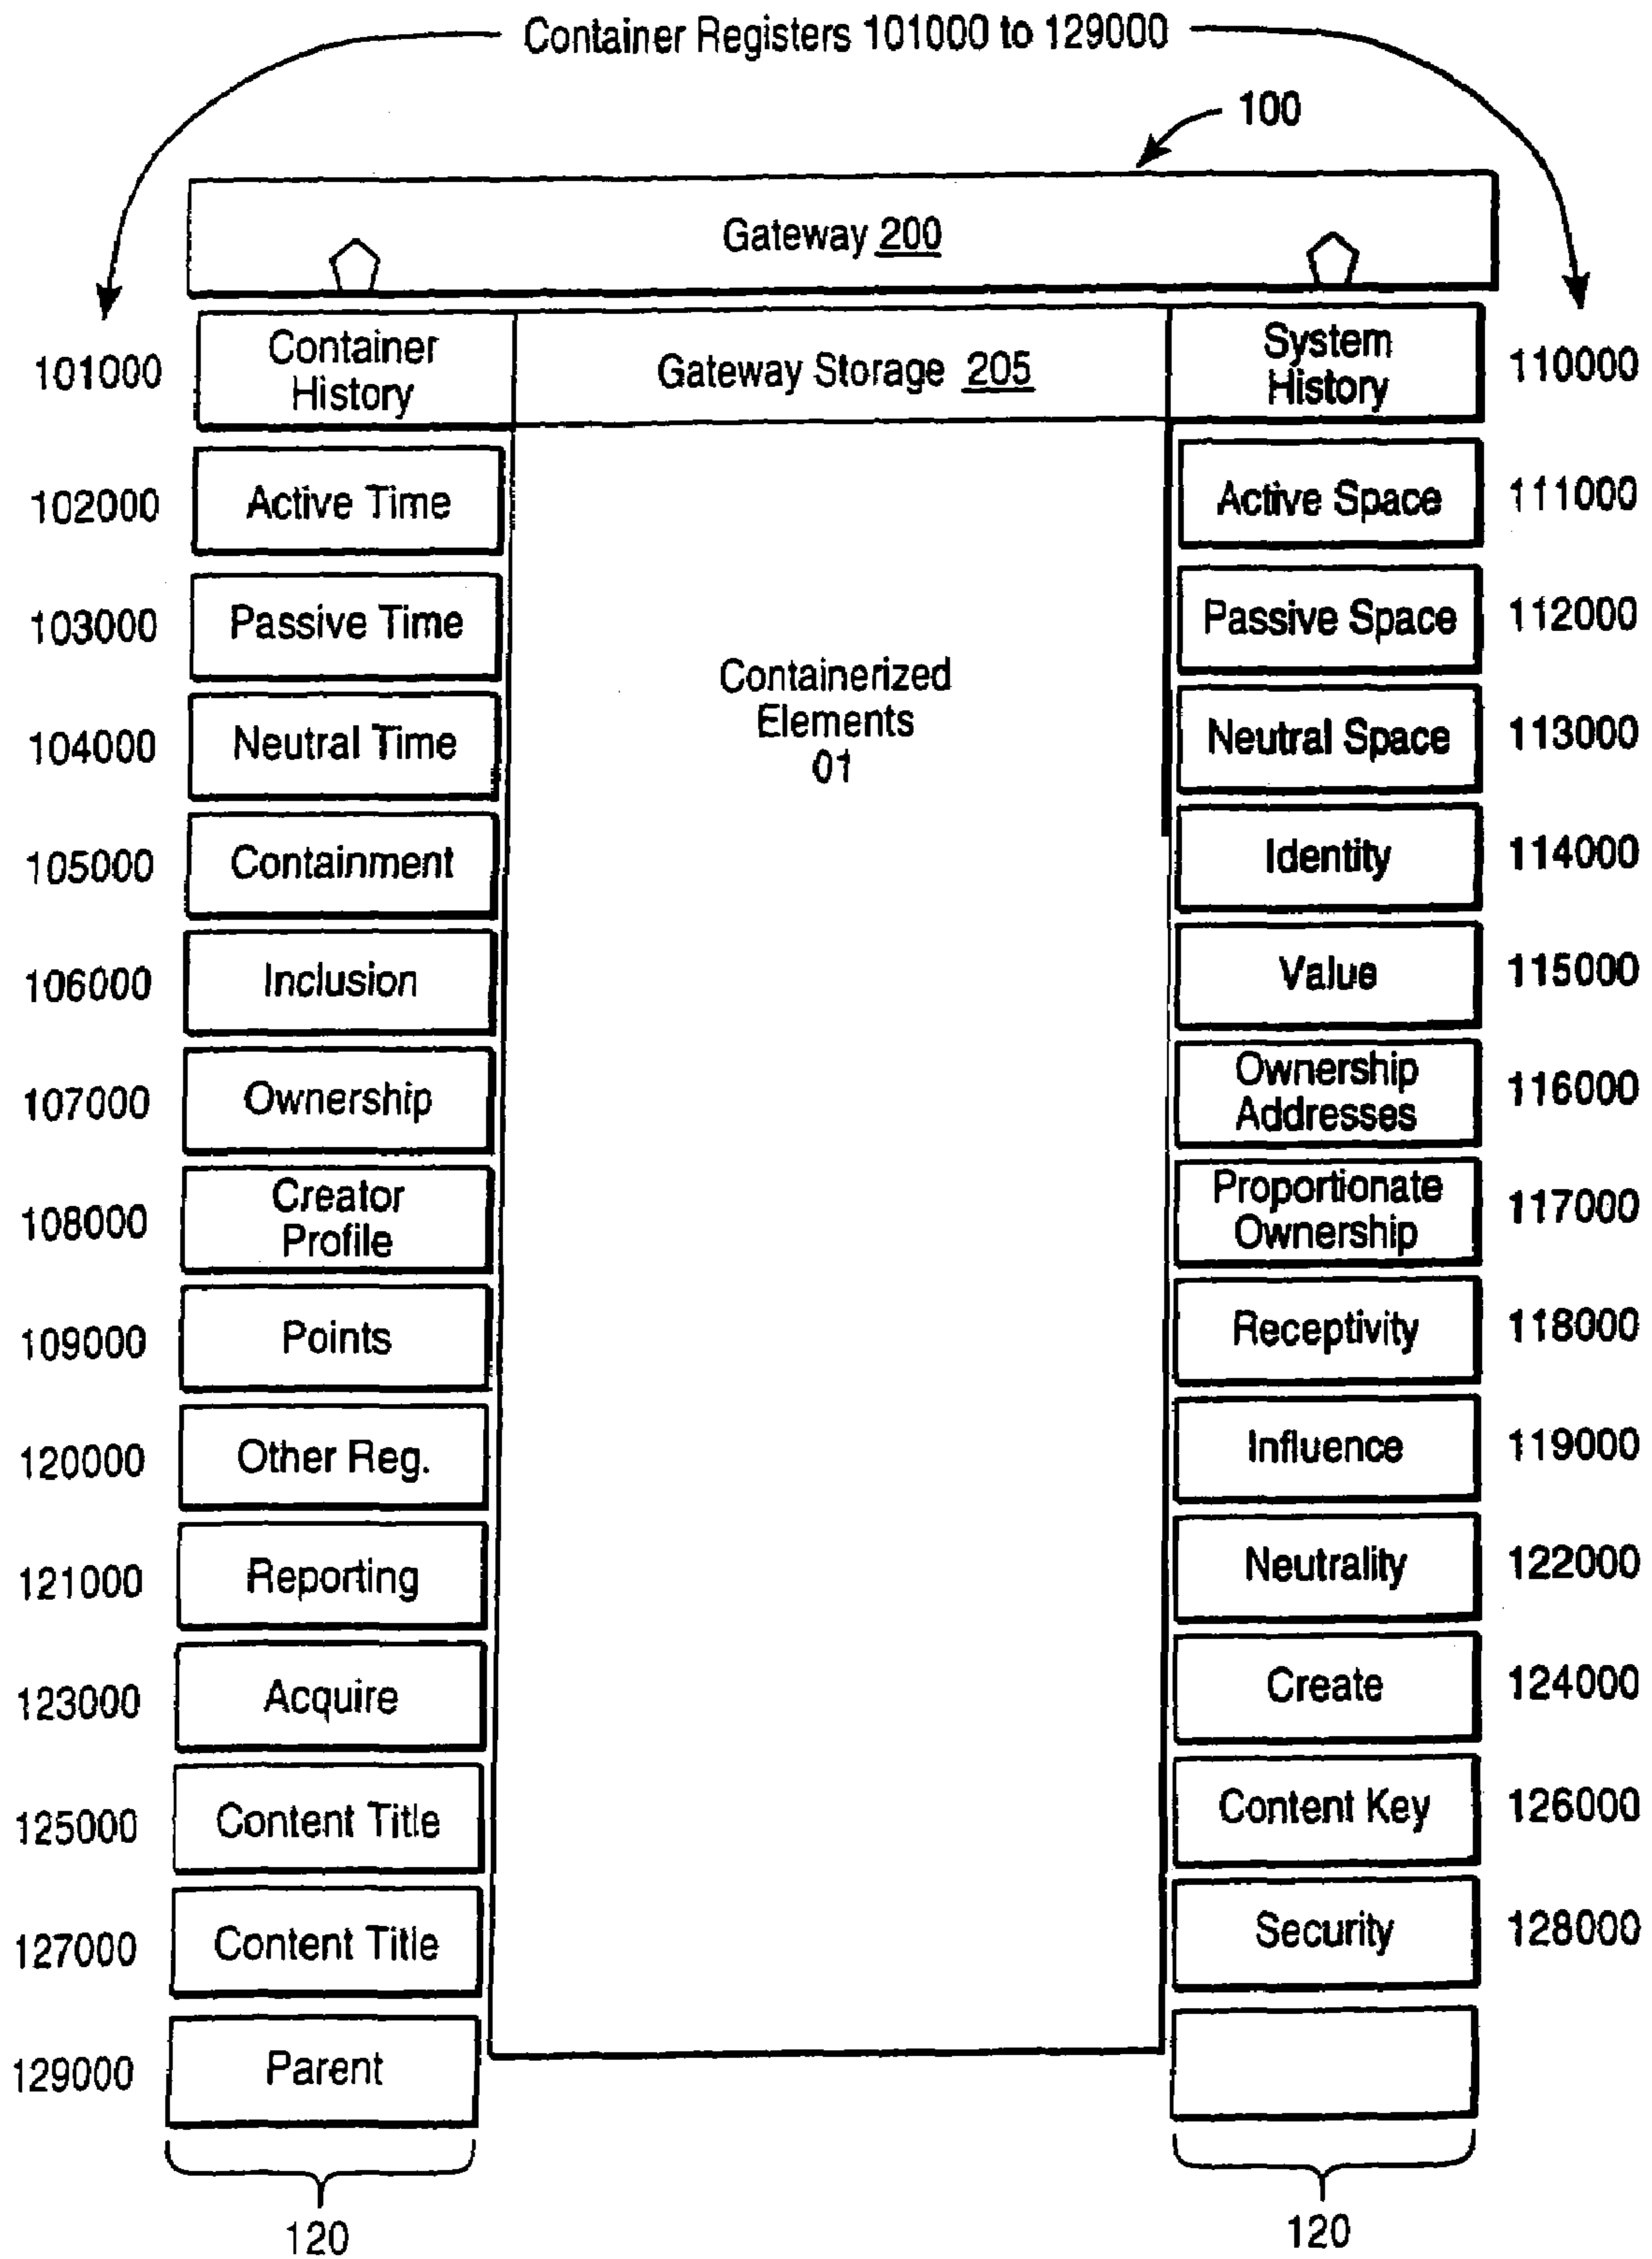 Container Registers 101000 to 129000
100
Gateway 200
101000
Container
History
Gateway Storage 205
System
History
110000
102000
Active Time
Active Space
111000
103000
Passive Time
Passive Space
112000
Containerized
Elements
01
104000
Neutral Time
Neutral Space
113000
105000
Containment
Identity
114000
106000
Inclusion
Value
115000
107000
Ownership
Ownership
Addresses
116000
108000
Creator
Profile
Proportionate
Ownership
117000
109000
Points
Receptivity
118000
120000
Other Reg.
Influence
119000
121000
Reporting
Neutrality
122000
123000
Acquire
Create
124000
125000
Content Title
Content Key
126000
127000
Content Title
Security
128000
129000
Parent
120
120